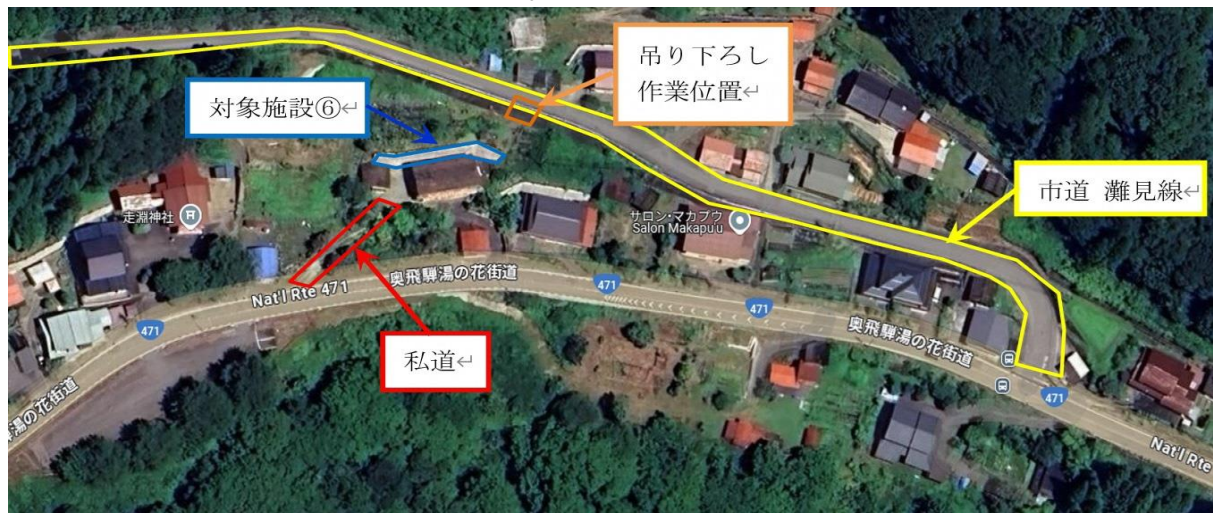 吊り下ろし
作業位置↵
対象施設⑥↵
市道 灘見線↵
走淵神社
サロン・マカプウ
Salon Makapu'u
Nat'l Rte 471
奥飛騨湯の花街道
471
471
471
奥飛騨湯の花街道
私道↵
471
騨湯の花街道
Nat'l Rte